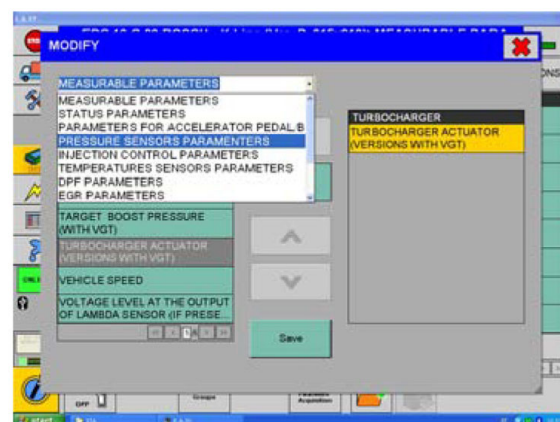 MODIFY
MEASURABLE PARAMETERS
MEASURABLE PARAMETERS
STATUS PARAMETERS
PARAMETERS FOR ACCELERATOR PEDAL/B
PRESSURE SENSORS PARAMENTERS
INJECTION CONTROL PARAMETERS
TEMPERATURES SENSORS PARAMETERS
DPF PARAMETERS
EGR PARAMETERS
TARGET BOOST PRESSURE
(WITH VGT)
TURBOCHARGER ACTUATOR
(VERSIONS WITH VGT)
VEHICLE SPEED
VOLTAGE LEVEL AT THE OUTPUT
OF LAMBDA SENSOR (IF PRESE...
Save
TURBOCHARGER
TURBOCHARGER ACTUATOR
(VERSIONS WITH VGT)
OFF
start